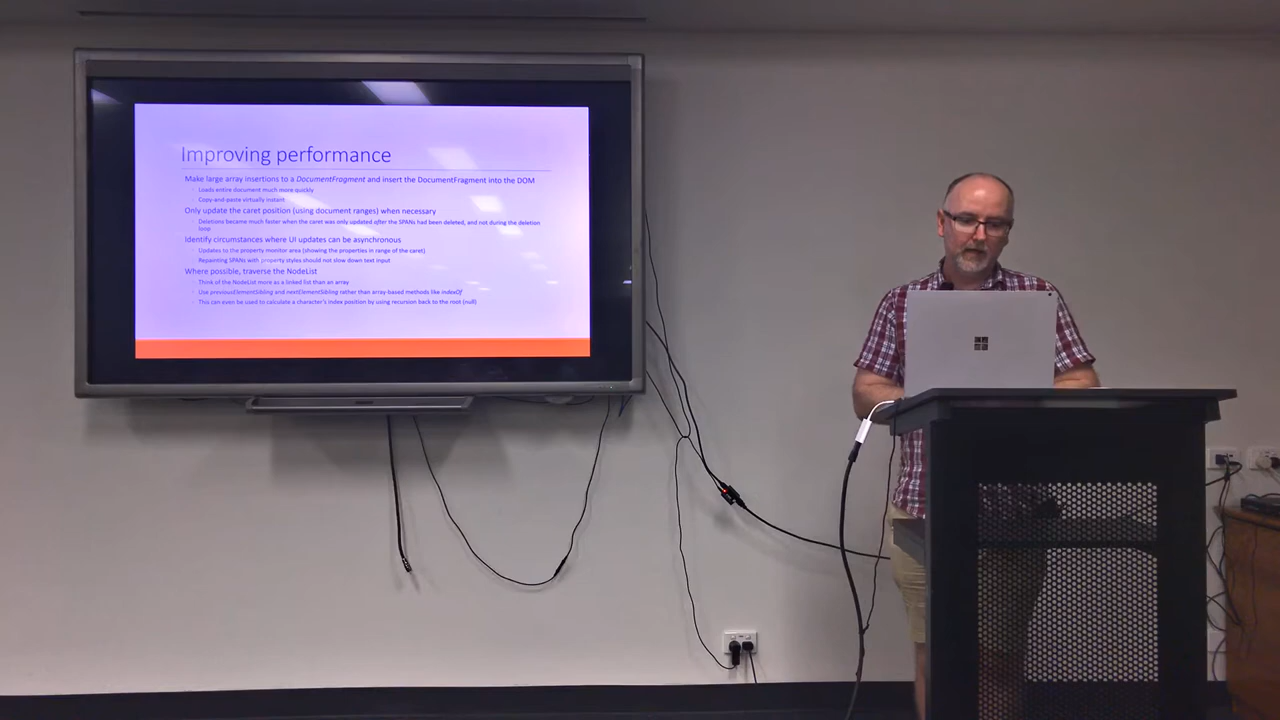 Improving performance
Make large array insertions to a DocumentFragment and insert the DocumentFragment into the DOM
Loads entire document much more quickly
Copy-and-paste virtually instant
Only update the caret position (using document ranges) when necessary
Deletions became much faster when the caret was only updated after the SPANs had been deleted, and not during the deletion
loop
Identify circumstances where UI updates can be asynchronous
Updates to the property monitor area (showing the properties in range of the caret)
Repainting SPANs with property styles should not slow down text input
Where possible, traverse the NodeList
Think of the NodeList more as a linked list than an array
Use previousElementSibling and nextElementSibling rather than array-based methods like indexOf
This can even be used to calculate a character's index position by using recursion back to the root (null)